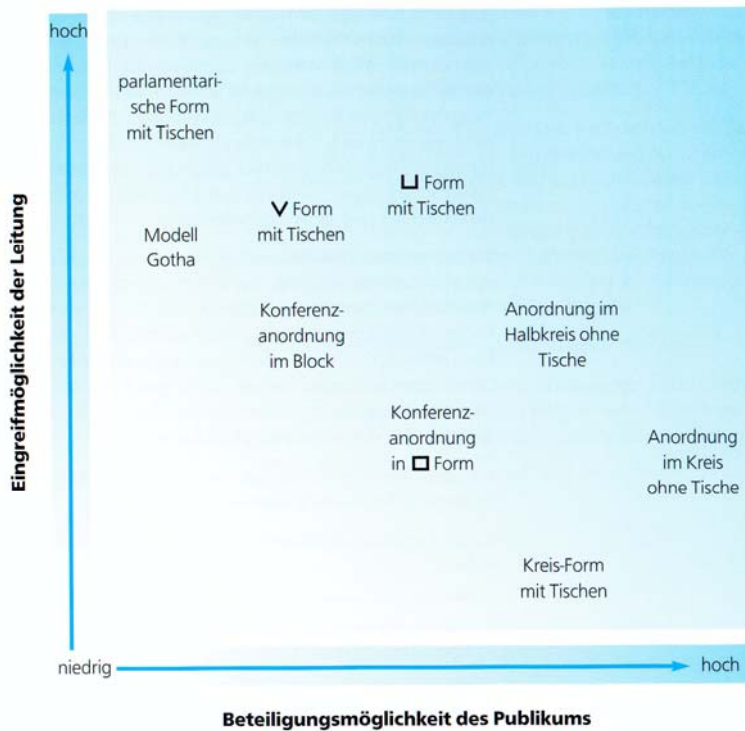 hoch
parlamentari-
sche Form
mit Tischen
⊔ Form
mit Tischen
V Form
mit Tischen
Modell
Gotha
Konferenz-
anordnung
im Block
Anordnung im
Halbkreis ohne
Tische
Konferenz-
anordnung
in □ Form
Anordnung
im Kreis
ohne Tische
Kreis-Form
mit Tischen
Eingreifmöglichkeit der Leitung
niedrig
hoch
Beteiligungsmöglichkeit des Publikums